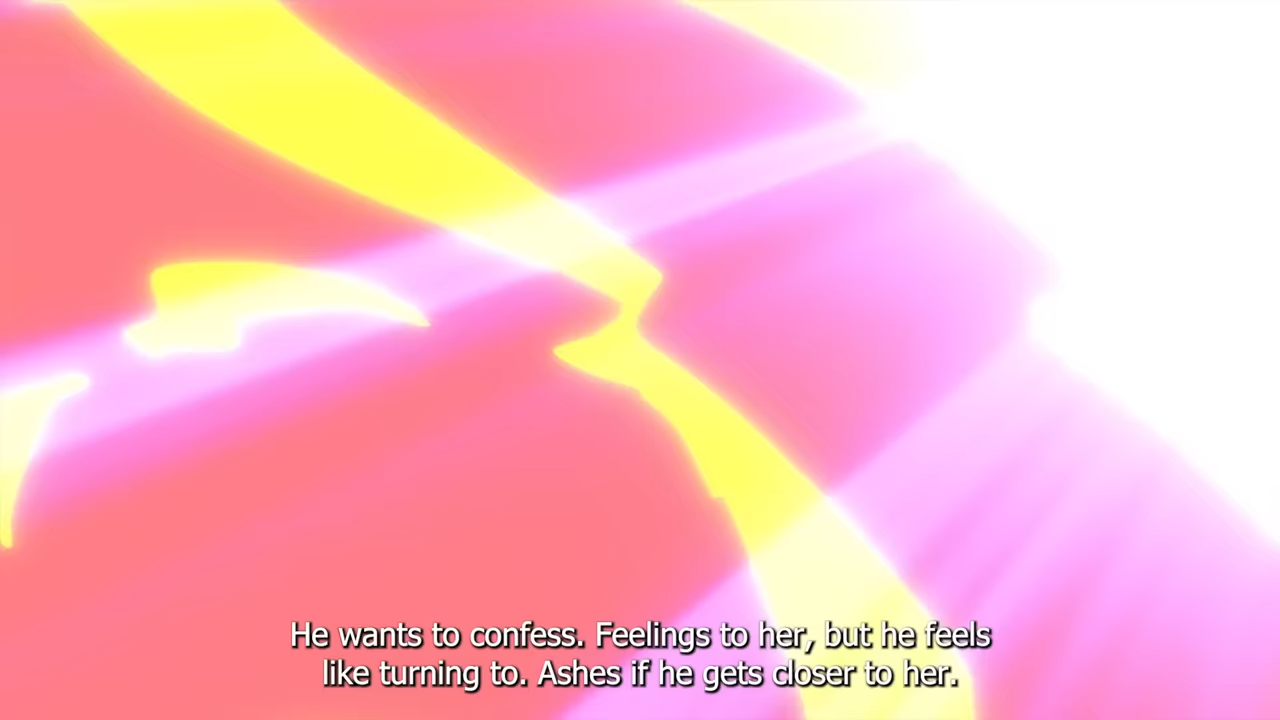 He wants to confess. Feelings to her, but he feels
like turning to. Ashes if he gets closer to her.